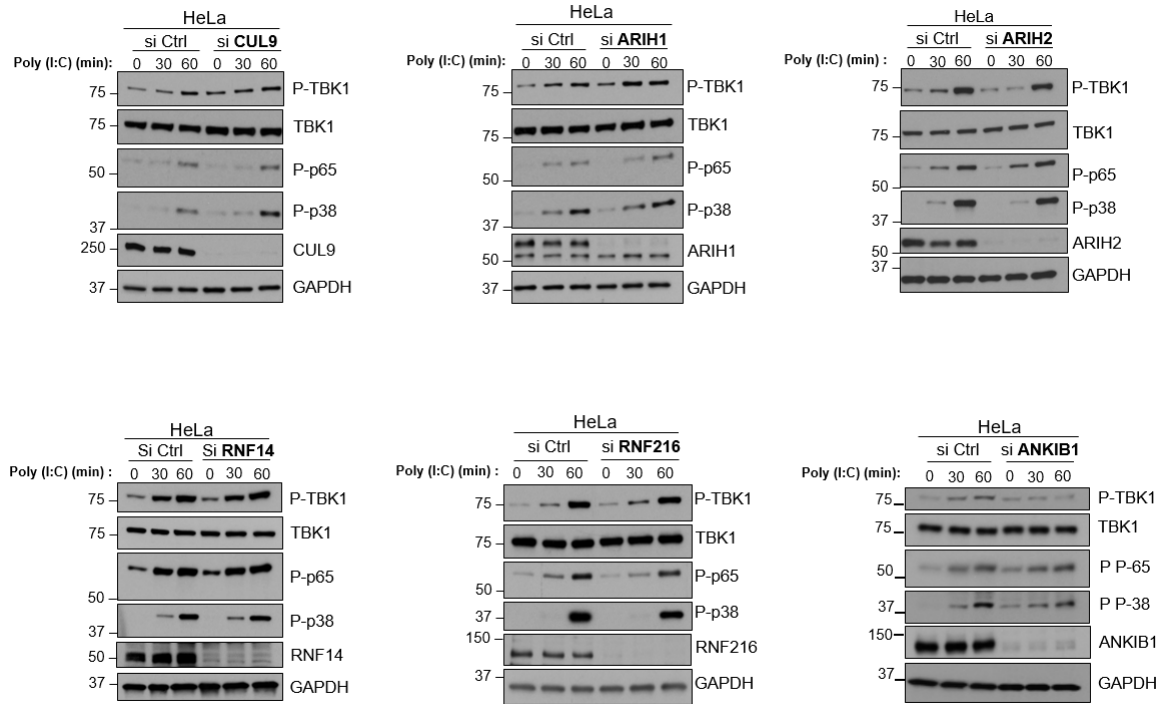 HeLa
si Ctrl si CUL9
Poly (I:C) (min): 0 30 60 0 30 60
75 P-TBK1
75 TBK1
50 P-p65
37 P-p38
250 CUL9
37 GAPDH
HeLa
si Ctrl si ARIH1
Poly (I:C) (min): 0 30 60 0 30 60
75 P-TBK1
75 TBK1
50 P-p65
37 P-p38
50 ARIH1
37 GAPDH
HeLa
si Ctrl si ARIH2
Poly (I:C) (min) : 0 30 60 0 30 60
75 P-TBK1
75 TBK1
50 P-p65
37 P-p38
50 ARIH2
37 GAPDH
HeLa
Si Ctrl Si RNF14
Poly (I:C) (min) : 0 30 60 0 30 60
75 P-TBK1
75 TBK1
50 P-p65
37 P-p38
50 RNF14
37 GAPDH
HeLa
si Ctrl si RNF216
Poly (I:C) (min) : 0 30 60 0 30 60
75 P-TBK1
75 TBK1
50 P-p65
37 P-p38
150 RNF216
37 GAPDH
HeLa
si Ctrl si ANKIB1
Poly (I:C) (min): 0 30 60 0 30 60
75 P-TBK1
75 TBK1
50 P P-65
37 P P-38
150 ANKIB1
37 GAPDH